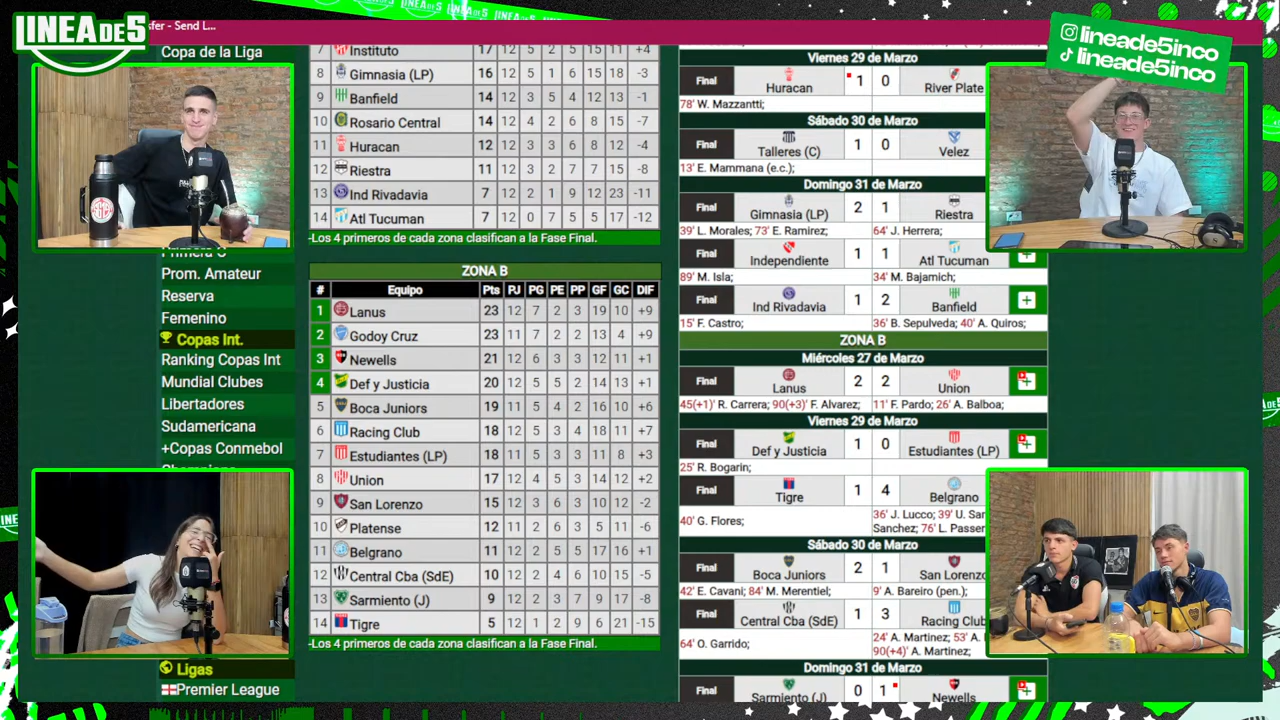 LINEA DE 5
sfer - Send L...
Copa de la Liga
Prom. Amateur
Reserva
Femenino
Copas Int.
Ranking Copas Int
Mundial Clubes
Libertadores
Sudamericana
+Copas Conmebol
Ligas
Premier League
7 Instituto 17 12 5 2 5 15 11 +4
8 Gimnasia (LP) 16 12 5 1 6 15 18 -3
9 Banfield 14 12 3 5 4 12 13 -1
10 Rosario Central 14 12 4 2 6 8 15 -7
11 Huracan 12 12 3 3 6 8 12 -4
12 Riestra 11 12 3 2 7 7 15 -8
13 Ind Rivadavia 7 12 2 1 9 12 23 -11
14 Atl Tucuman 7 12 0 7 5 5 17 -12
-Los 4 primeros de cada zona clasifican a la Fase Final.
ZONA B
# Equipo Pts PJ PG PE PP GF GC DIF
1 Lanus 23 12 7 2 3 19 10 +9
2 Godoy Cruz 23 11 7 2 2 13 4 +9
3 Newells 21 12 6 3 3 12 11 +1
4 Def y Justicia 20 12 5 5 2 14 13 +1
5 Boca Juniors 19 11 5 4 2 16 10 +6
6 Racing Club 18 12 5 3 4 18 11 +7
7 Estudiantes (LP) 18 11 5 3 3 11 8 +3
8 Union 17 12 4 5 3 14 12 +2
9 San Lorenzo 15 12 3 6 3 10 12 -2
10 Platense 12 11 2 6 3 5 11 -6
11 Belgrano 11 12 2 5 5 17 16 +1
12 Central Cba (SdE) 10 12 2 4 6 10 15 -5
13 Sarmiento (J) 9 12 2 3 7 9 17 -8
14 Tigre 5 12 1 2 9 6 21 -15
-Los 4 primeros de cada zona clasifican a la Fase Final.
Viernes 29 de Marzo
Final Huracan 1 0 River Plate
78' W. Mazzantti;
Sábado 30 de Marzo
Final Talleres (C) 1 0 Velez
13' E. Mammana (e.c.);
Domingo 31 de Marzo
Final Gimnasia (LP) 2 1 Riestra
39' L. Morales; 73' E. Ramirez; 64' J. Herrera;
Final Independiente 1 1 Atl Tucuman
89' M. Isla; 34' M. Bajamich;
Final Ind Rivadavia 1 2 Banfield
15' F. Castro; 36' B. Sepulveda; 40' A. Quiros;
ZONA B
Miércoles 27 de Marzo
Final Lanus 2 2 Union
45(+1)' R. Carrera; 90(+3)' F. Alvarez; 11' F. Pardo; 26' A. Balboa;
Viernes 29 de Marzo
Final Def y Justicia 1 0 Estudiantes (LP)
25' R. Bogarin;
Final Tigre 1 4 Belgrano
40' G. Flores; 36' J. Lucco; 39' U. San
Sanchez; 76' L. Passer
Sábado 30 de Marzo
Final Boca Juniors 2 1 San Lorenzo
42' E. Cavani; 84' M. Merentiel; 9' A. Bareiro (pen.);
Final Central Cba (SdE) 1 3 Racing Club
64' O. Garrido; 24' A. Martinez; 53' A.
90(+4)' A. Martinez;
Domingo 31 de Marzo
Final Sarmiento (J) 0 1 Newells
lineade5inco
lineade5inco